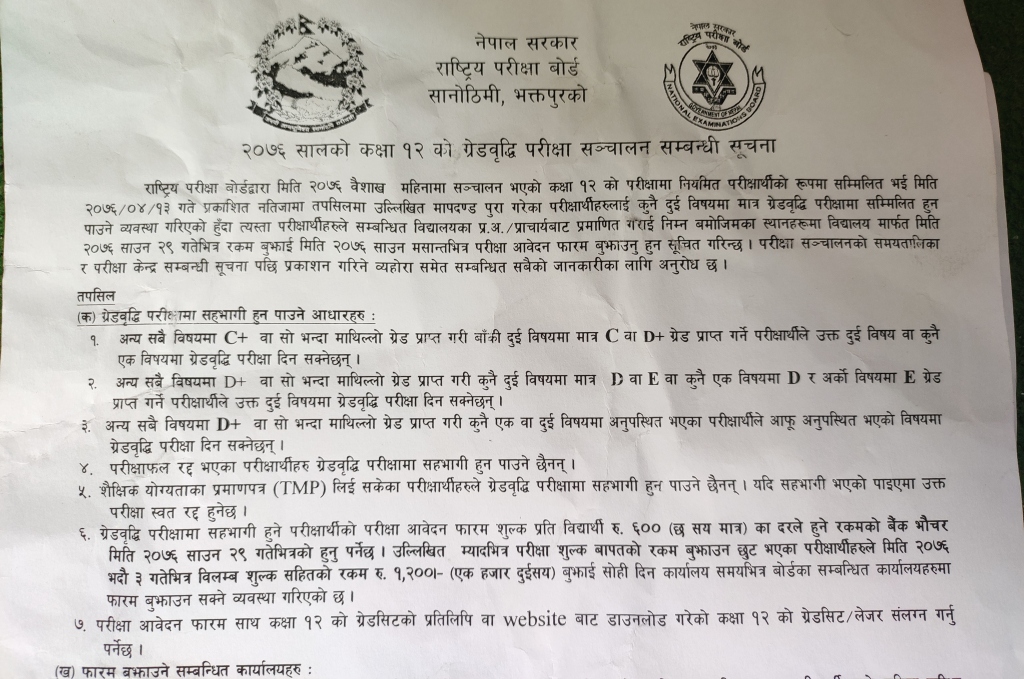 नेपाल सरकार
राष्ट्रिय परीक्षा बोर्ड
सानोठिमी, भक्तपुरको
नेपाल सरकार
राष्ट्रिय परीक्षा बोर्ड
GOVERNMENT OF NEPAL
NATIONAL EXAMINATIONS BOARD
२०७६ सालको कक्षा १२ को ग्रेडवृद्धि परीक्षा सञ्चालन सम्बन्धी सूचना
राष्ट्रिय परीक्षा बोर्डद्वारा मिति २०७६ वैशाख महिनामा सञ्चालन भएको कक्षा १२ को परीक्षामा नियमित परीक्षार्थीको रूपमा सम्मिलित भई मिति
२०७६/०४/१३ गते प्रकाशित नतिजामा तपसिलमा उल्लिखित मापदण्ड पुरा गरेका परीक्षार्थीहरुलाई कुनै दुई विषयमा मात्र ग्रेडवृद्धि परीक्षामा सम्मिलित हुन
पाउने व्यवस्था गरिएको हुँदा त्यस्ता परीक्षार्थीहरुले सम्बन्धित विद्यालयका प्र.अ./प्राचार्यबाट प्रमाणित गराई निम्न बमोजिमका स्थानहरूमा विद्यालय मार्फत मिति
२०७६ साउन २९ गतेभित्र रकम बुझाई मिति २०७६ साउन मसान्तभित्र परीक्षा आवेदन फारम बुझाउनु हुन सूचित गरिन्छ । परीक्षा सञ्चालनको समयतालिका
र परीक्षा केन्द्र सम्बन्धी सूचना पछि प्रकाशन गरिने व्यहोरा समेत सम्बन्धित सबैको जानकारीका लागि अनुरोध छ ।
तपसिल
(क) ग्रेडवृद्धि परीक्षामा सहभागी हुन पाउने आधारहरु :
१. अन्य सबै विषयमा C+ वा सो भन्दा माथिल्लो ग्रेड प्राप्त गरी बाँकी दुई विषयमा मात्र C वा D+ ग्रेड प्राप्त गर्ने परीक्षार्थीले उक्त दुई विषय वा कुनै
एक विषयमा ग्रेडवृद्धि परीक्षा दिन सक्नेछन् ।
२. अन्य सबै विषयमा D+ वा सो भन्दा माथिल्लो ग्रेड प्राप्त गरी कुनै दुई विषयमा मात्र D वा E वा कुनै एक विषयमा D र अर्को विषयमा E ग्रेड
प्राप्त गर्ने परीक्षार्थीले उक्त दुई विषयमा ग्रेडवृद्धि परीक्षा दिन सक्नेछन् ।
३. अन्य सबै विषयमा D+ वा सो भन्दा माथिल्लो ग्रेड प्राप्त गरी कुनै एक वा दुई विषयमा अनुपस्थित भएका परीक्षार्थीले आफू अनुपस्थित भएको विषयमा
ग्रेडवृद्धि परीक्षा दिन सक्नेछन् ।
४. परीक्षाफल रद्द भएका परीक्षार्थीहरु ग्रेडवृद्धि परीक्षामा सहभागी हुन पाउने छैनन् ।
५. शैक्षिक योग्यताका प्रमाणपत्र (TMP) लिई सकेका परीक्षार्थीहरुले ग्रेडवृद्धि परीक्षामा सहभागी हुन पाउने छैनन् । यदि सहभागी भएको पाइएमा उक्त
परीक्षा स्वत रद्द हुनेछ ।
६. ग्रेडवृद्धि परीक्षामा सहभागी हुने परीक्षार्थीको परीक्षा आवेदन फारम शुल्क प्रति विद्यार्थी रु. ६०० (छ सय मात्र) का दरले हुने रकमको बैंक भौचर
मिति २०७६ साउन २९ गतेभित्रको हुनु पर्नेछ । उल्लिखित म्यादभित्र परीक्षा शुल्क बापतको रकम बुझाउन छुट भएका परीक्षार्थीहरुले मिति २०७६
भदौ ३ गतेभित्र विलम्ब शुल्क सहितको रकम रु. १,२००।- (एक हजार दुईसय) बुझाई सोही दिन कार्यालय समयभित्र बोर्डका सम्बन्धित कार्यालयहरुमा
फारम बुझाउन सक्ने व्यवस्था गरिएको छ ।
७. परीक्षा आवेदन फारम साथ कक्षा १२ को ग्रेडसिटको प्रतिलिपि वा website बाट डाउनलोड गरेको कक्षा १२ को ग्रेडसिट/लेजर संलग्न गर्नु
पर्नेछ ।
(ख) फारम बुझाउने सम्बन्धित कार्यालयहरु :